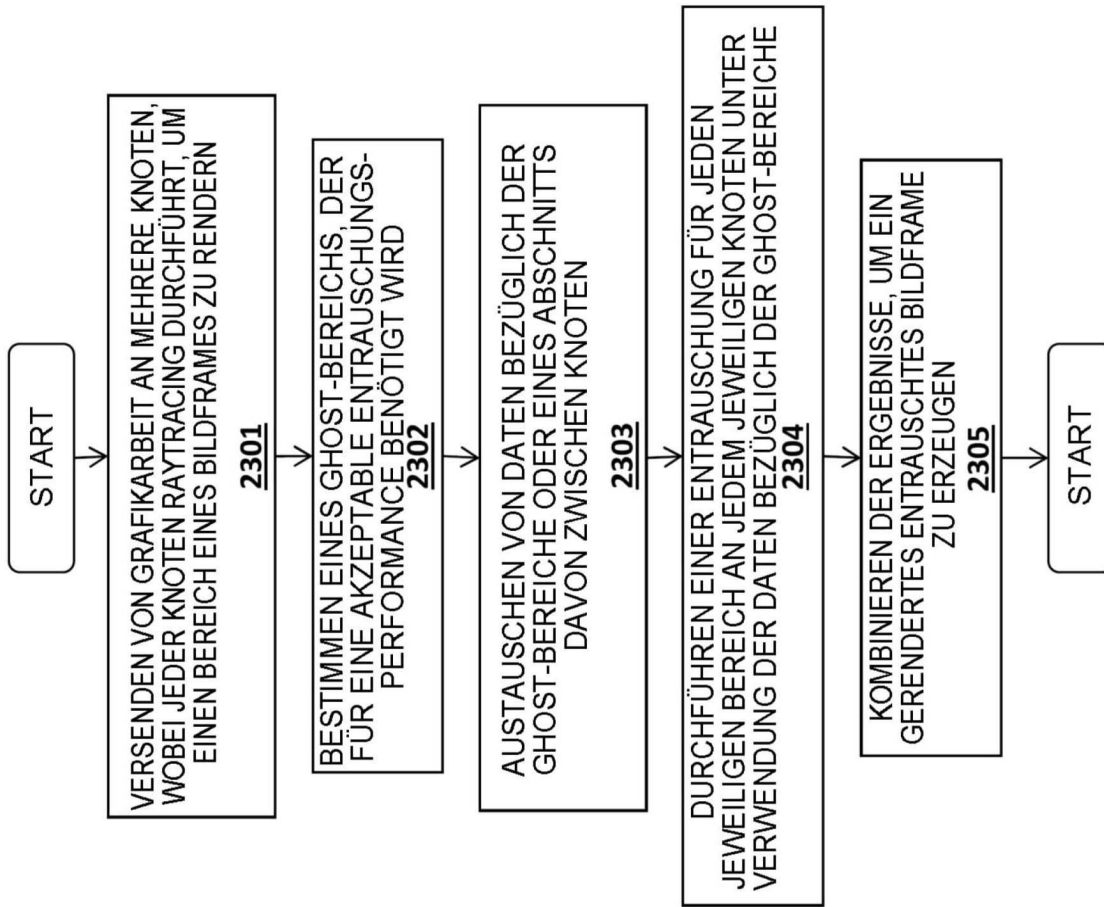 START
VERSENDEN VON GRAFIKARBEIT AN MEHRERE KNOTEN,
WOBEI JEDER KNOTEN RAYTRACING DURCHFÜHRT, UM
EINEN BEREICH EINES BILDFRAMES ZU RENDERN
2301
BESTIMMEN EINES GHOST-BEREICHS, DER
FÜR EINE AKZEPTABLE ENTRAUSCHUNGS-
PERFORMANCE BENÖTIGT WIRD
2302
AUSTAUSCHEN VON DATEN BEZÜGLICH DER
GHOST-BEREICHE ODER EINES ABSCHNITTS
DAVON ZWISCHEN KNOTEN
2303
DURCHFÜHREN EINER ENTRAUSCHUNG FÜR JEDEN
JEWEILIGEN BEREICH AN JEDEM JEWEILIGEN KNOTEN UNTER
VERWENDUNG DER DATEN BEZÜGLICH DER GHOST-BEREICHE
2304
KOMBINIEREN DER ERGEBNISSE, UM EIN
GERENDERTES ENTRAUSCHTES BILDFRAME
ZU ERZEUGEN
2305
START